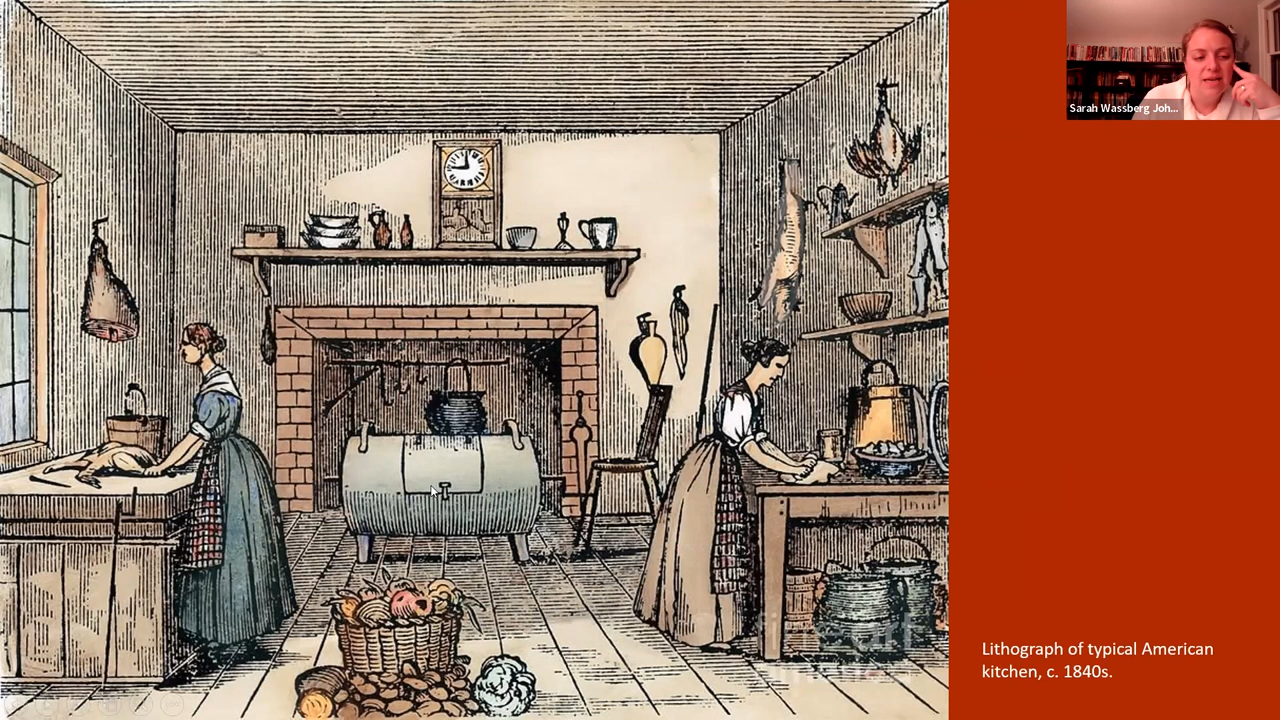 Sarah Wassberg Joh...
Lithograph of typical American
kitchen, c. 1840s.